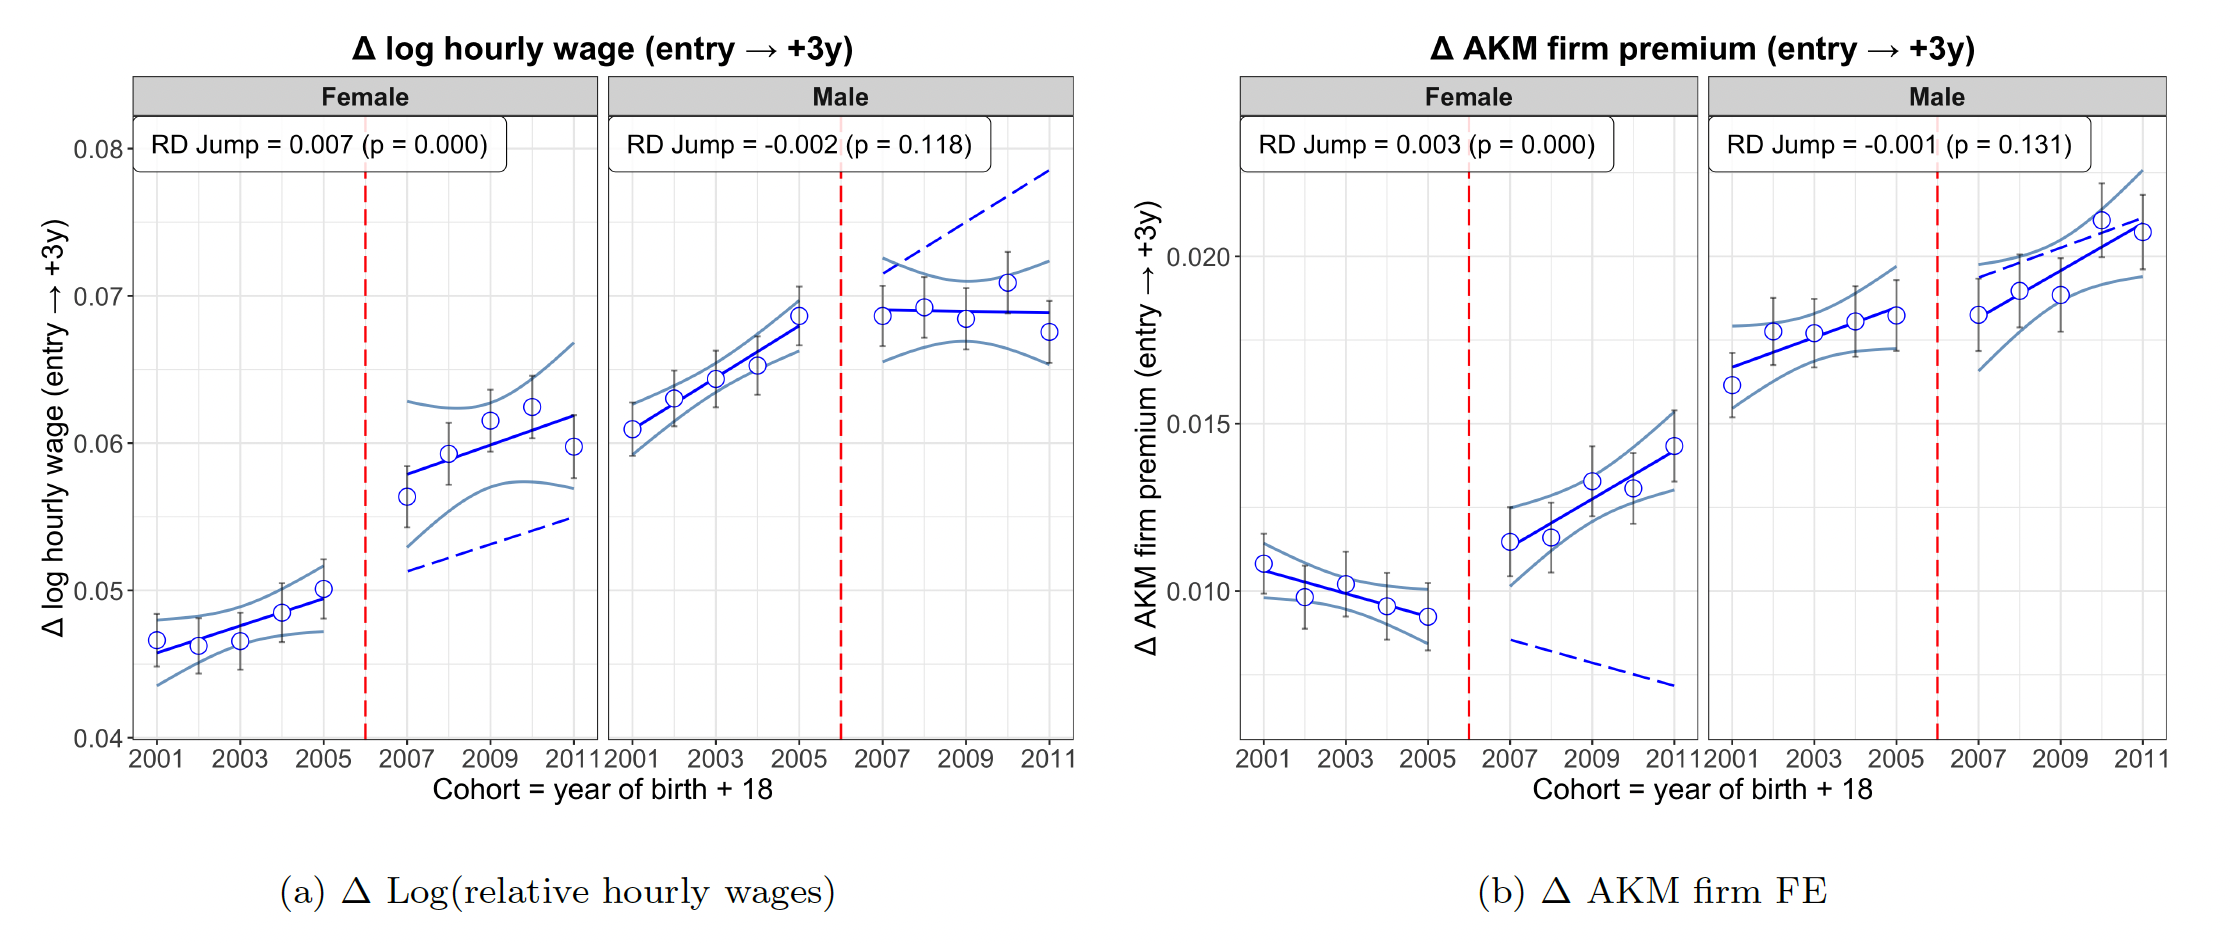 Δ log hourly wage (entry → +3y)
Female
Male
RD Jump = 0.007 (p = 0.000)
RD Jump = -0.002 (p = 0.118)
Δ log hourly wage (entry → +3y)
0.08
0.07
0.06
0.05
0.04
2001 2003 2005 2007 2009 2011
2001 2003 2005 2007 2009 2011
Cohort = year of birth + 18
(a) Δ Log(relative hourly wages)
Δ AKM firm premium (entry → +3y)
Female
Male
RD Jump = 0.003 (p = 0.000)
RD Jump = -0.001 (p = 0.131)
Δ AKM firm premium (entry → +3y)
0.020
0.015
0.010
2001 2003 2005 2007 2009 2011
2001 2003 2005 2007 2009 2011
Cohort = year of birth + 18
(b) Δ AKM firm FE